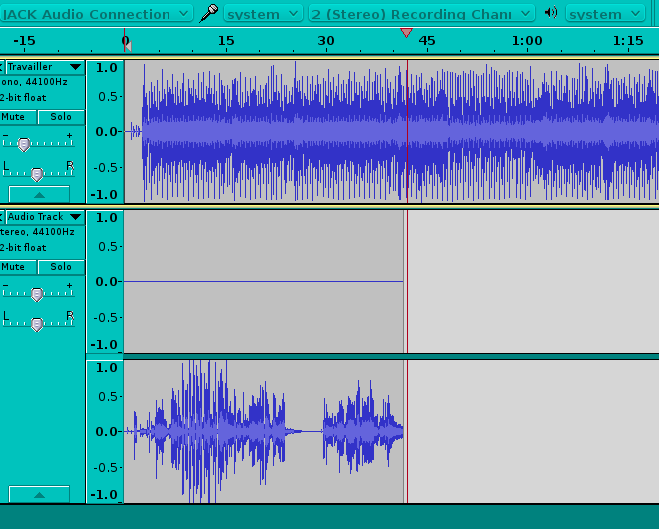 JACK Audio Connection
system
2 (Stereo) Recording Chann
system
-15 0 15 30 45 1:00 1:15
Travailler
ono, 44100Hz
2-bit float
Mute Solo
- +
L R
1.0
0.5-
0.0-
-0.5-
-1.0
Audio Track
tereo, 44100Hz
2-bit float
Mute Solo
- +
L R
1.0
0.5-
0.0-
-0.5-
-1.0
1.0
0.5-
0.0-
-0.5-
-1.0